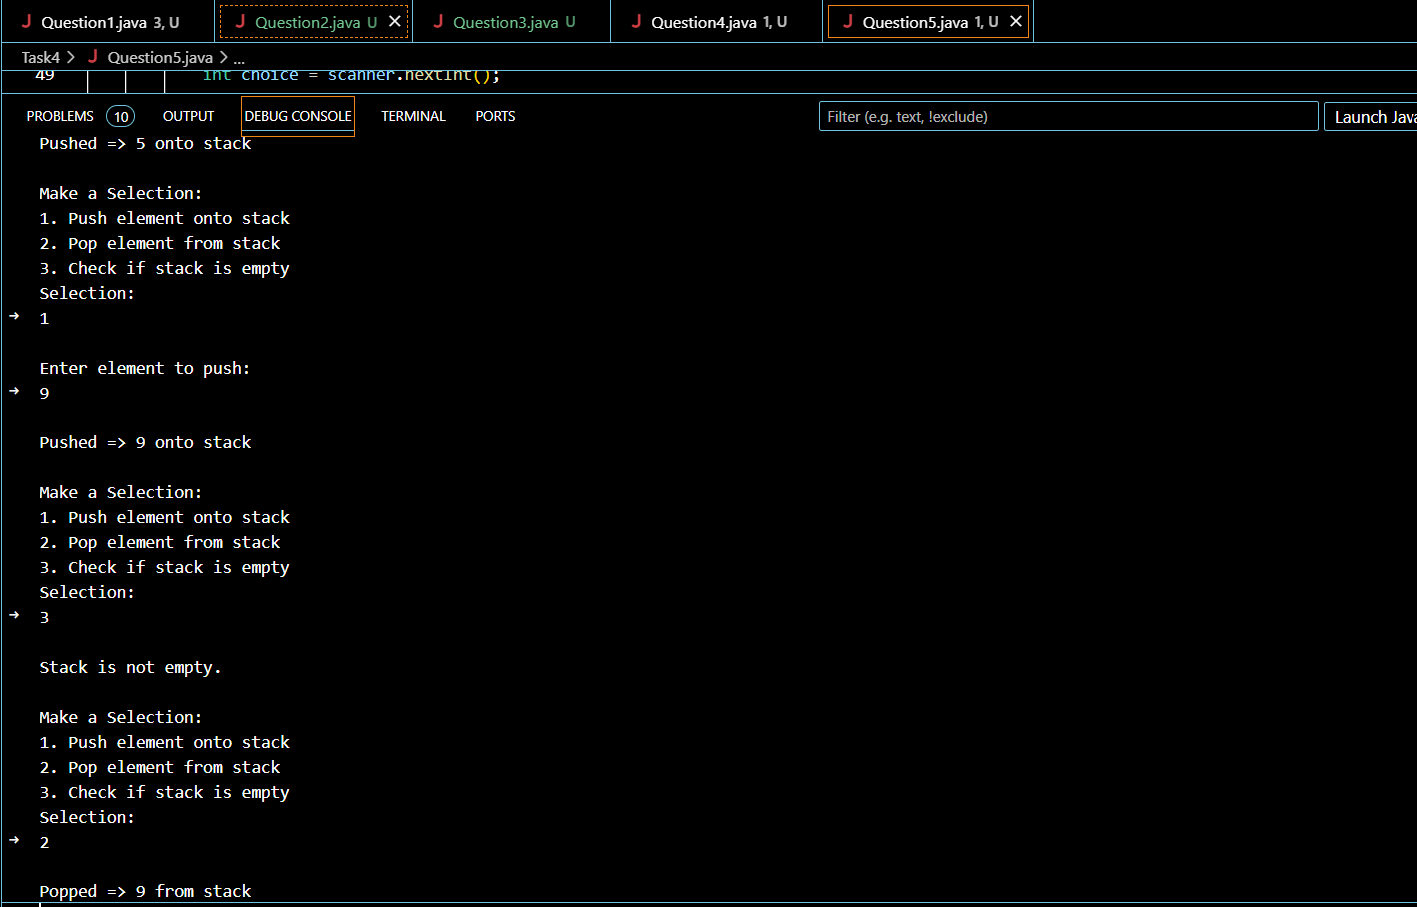 Question1.java 3, U Question2.java U Question3.java U Question4.java 1, U Question5.java 1, U
Task4 > Question5.java > ...
49 int choice = scanner.nextInt();
PROBLEMS 10 OUTPUT DEBUG CONSOLE TERMINAL PORTS Filter (e.g. text, !exclude) Launch Java
Pushed => 5 onto stack
Make a Selection:
1. Push element onto stack
2. Pop element from stack
3. Check if stack is empty
Selection:
1
Enter element to push:
9
Pushed => 9 onto stack
Make a Selection:
1. Push element onto stack
2. Pop element from stack
3. Check if stack is empty
Selection:
3
Stack is not empty.
Make a Selection:
1. Push element onto stack
2. Pop element from stack
3. Check if stack is empty
Selection:
2
Popped => 9 from stack